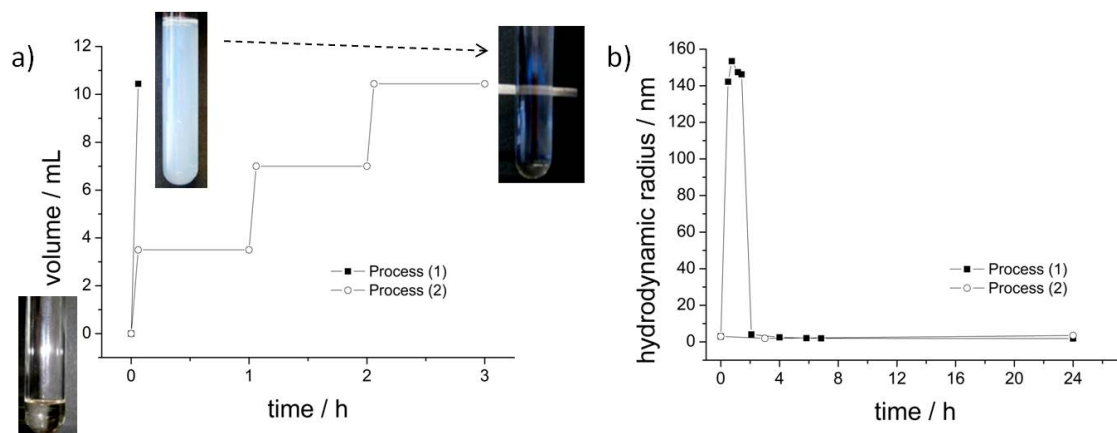 a)
volume / mL
12
10
8
6
4
2
0
0 1 2 3
time / h
Process (1)
Process (2)
b)
hydrodynamic radius / nm
160
140
120
100
80
60
40
20
0
0 4 8 12 16 20 24
time / h
Process (1)
Process (2)